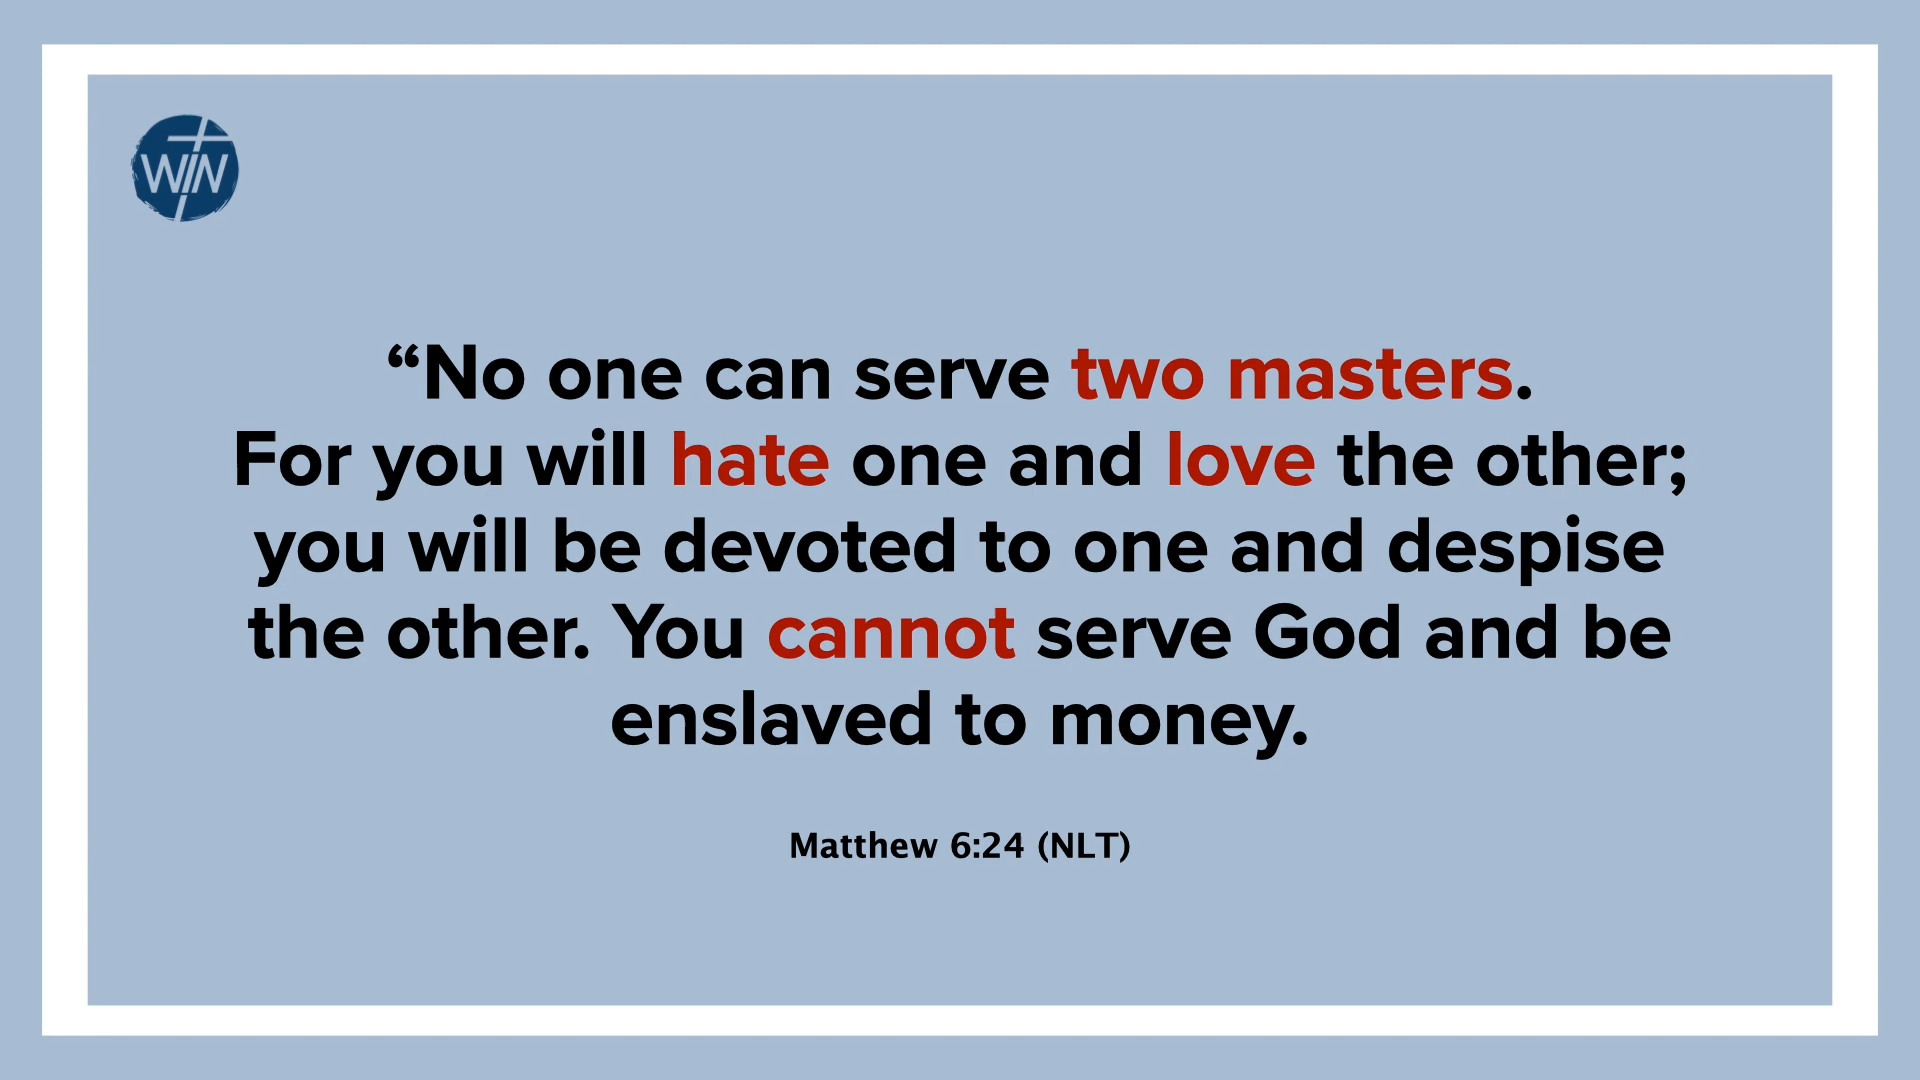 WIN
“No one can serve two masters.
For you will hate one and love the other;
you will be devoted to one and despise
the other. You cannot serve God and be
enslaved to money.
Matthew 6:24 (NLT)